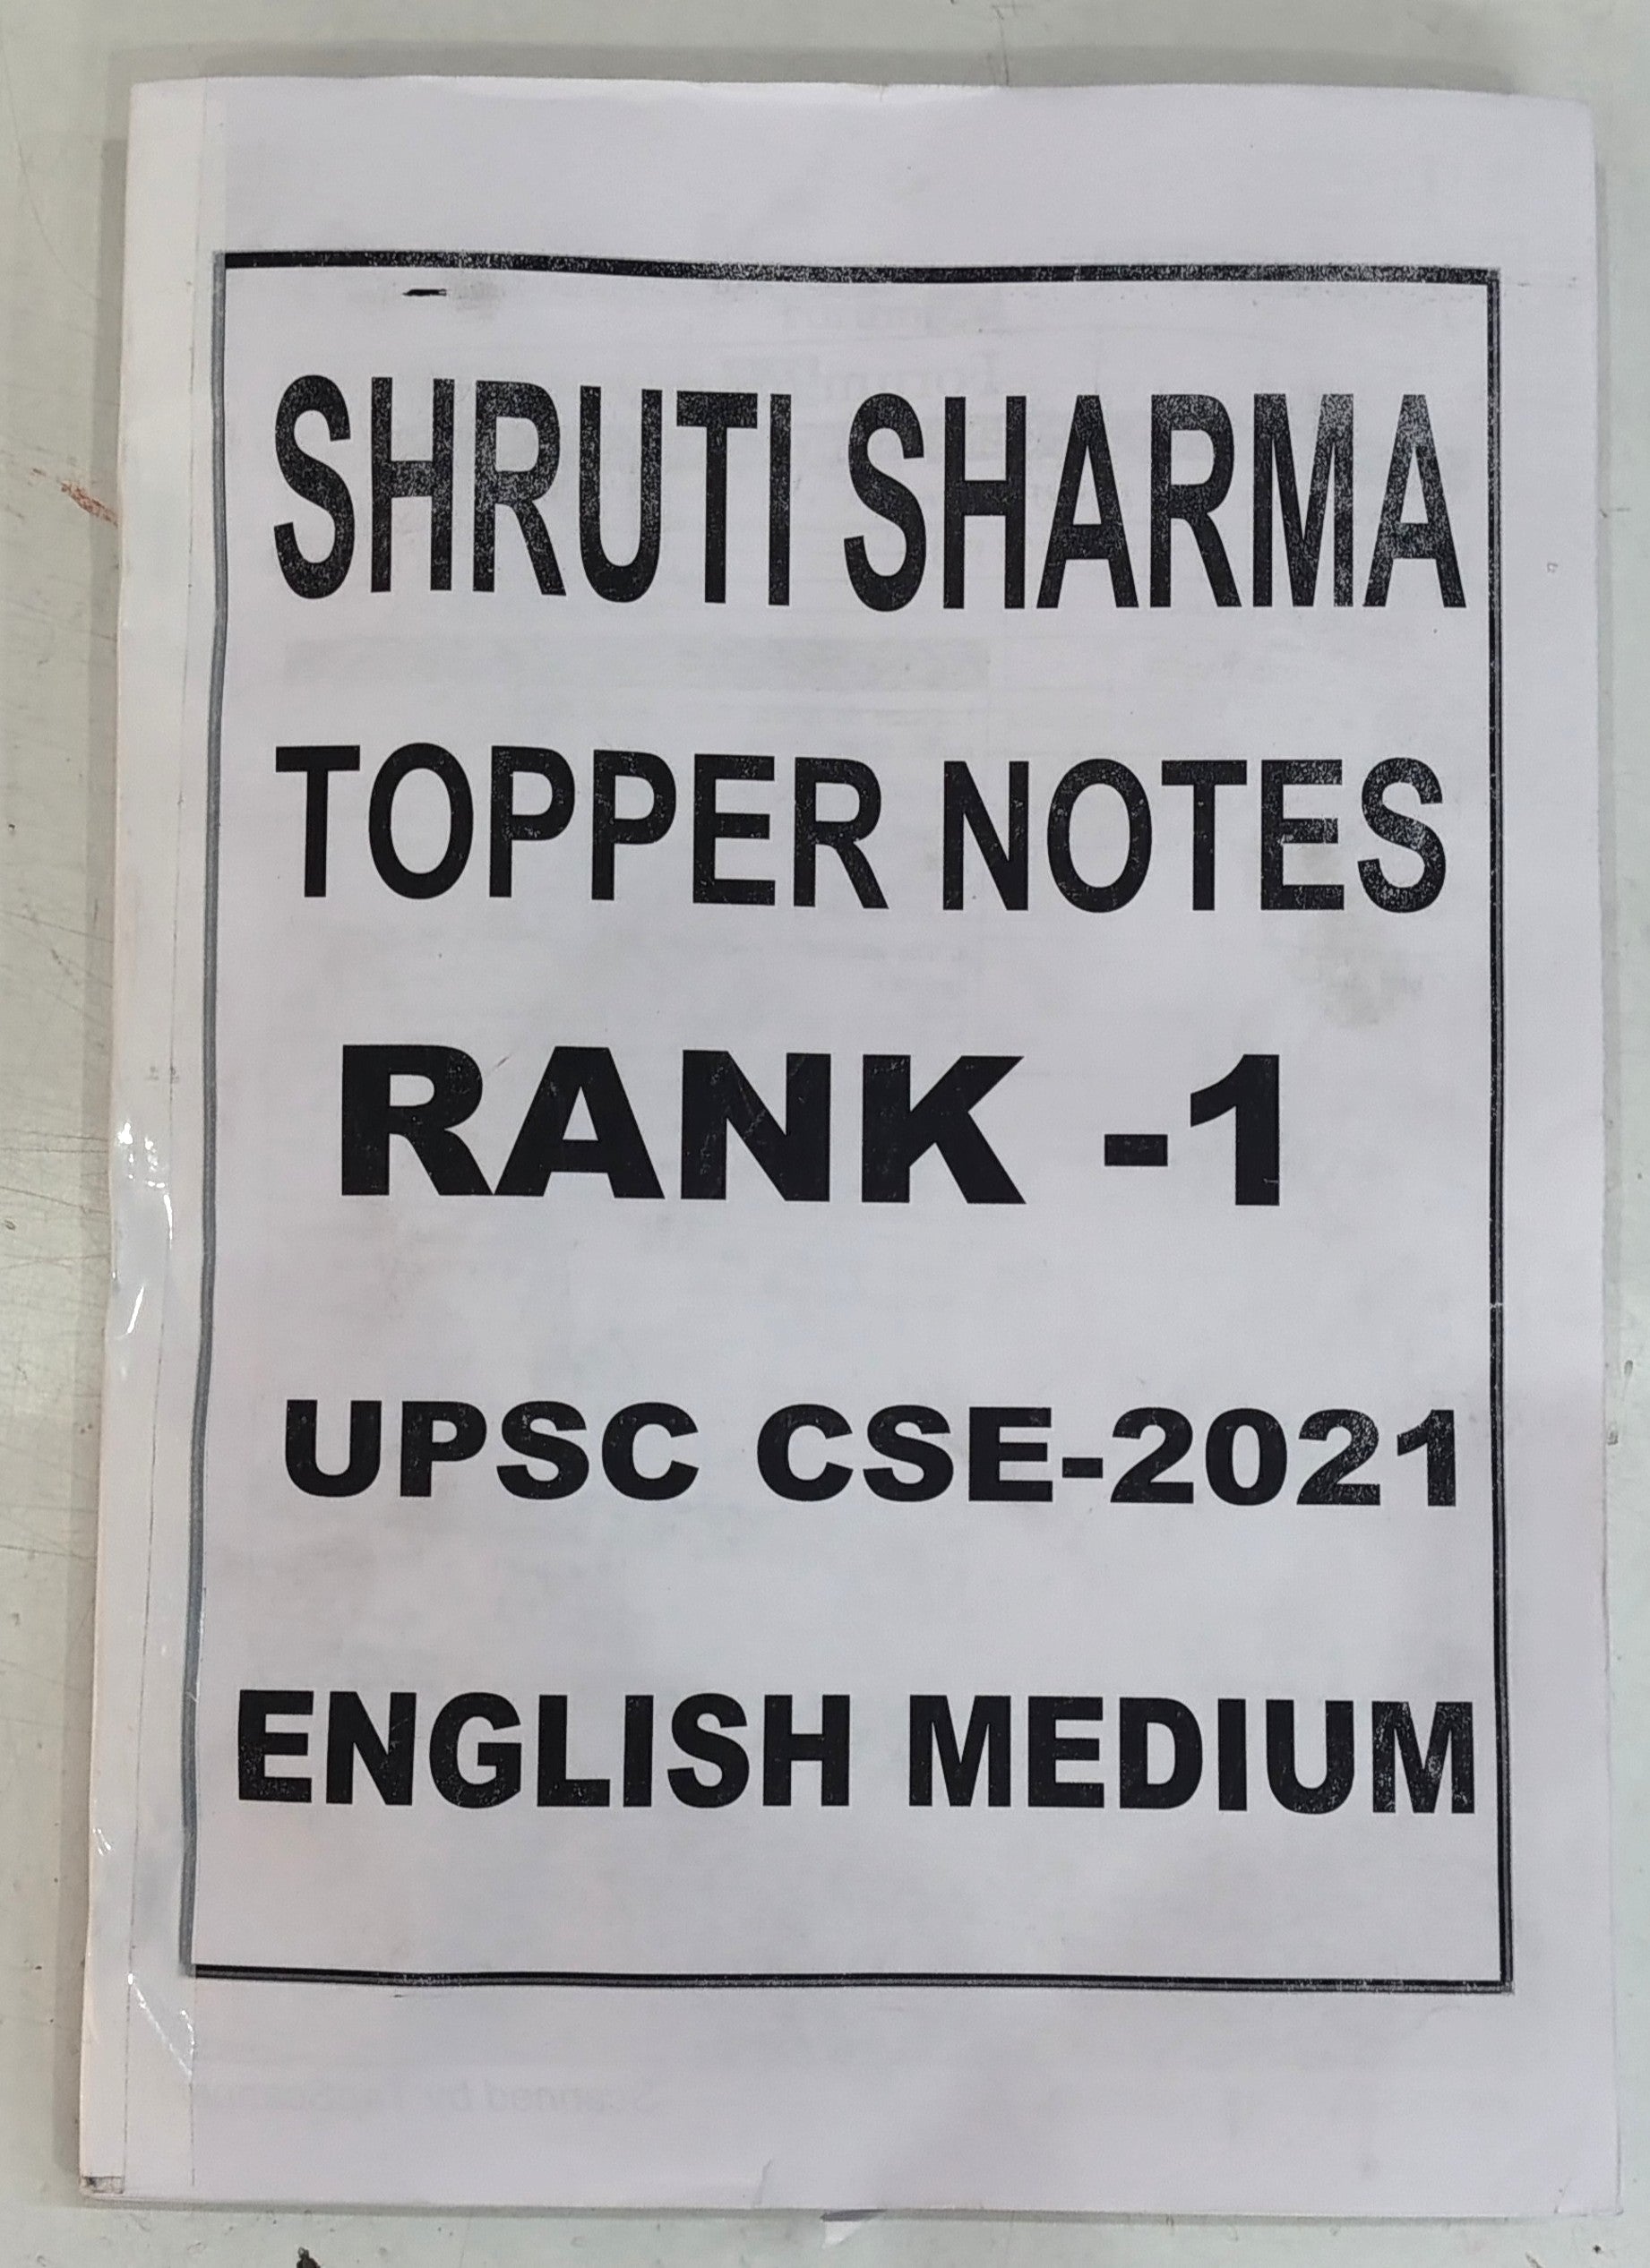 SHRUTI SHARMA
TOPPER NOTES
RANK -1
UPSC CSE-2021
ENGLISH MEDIUM